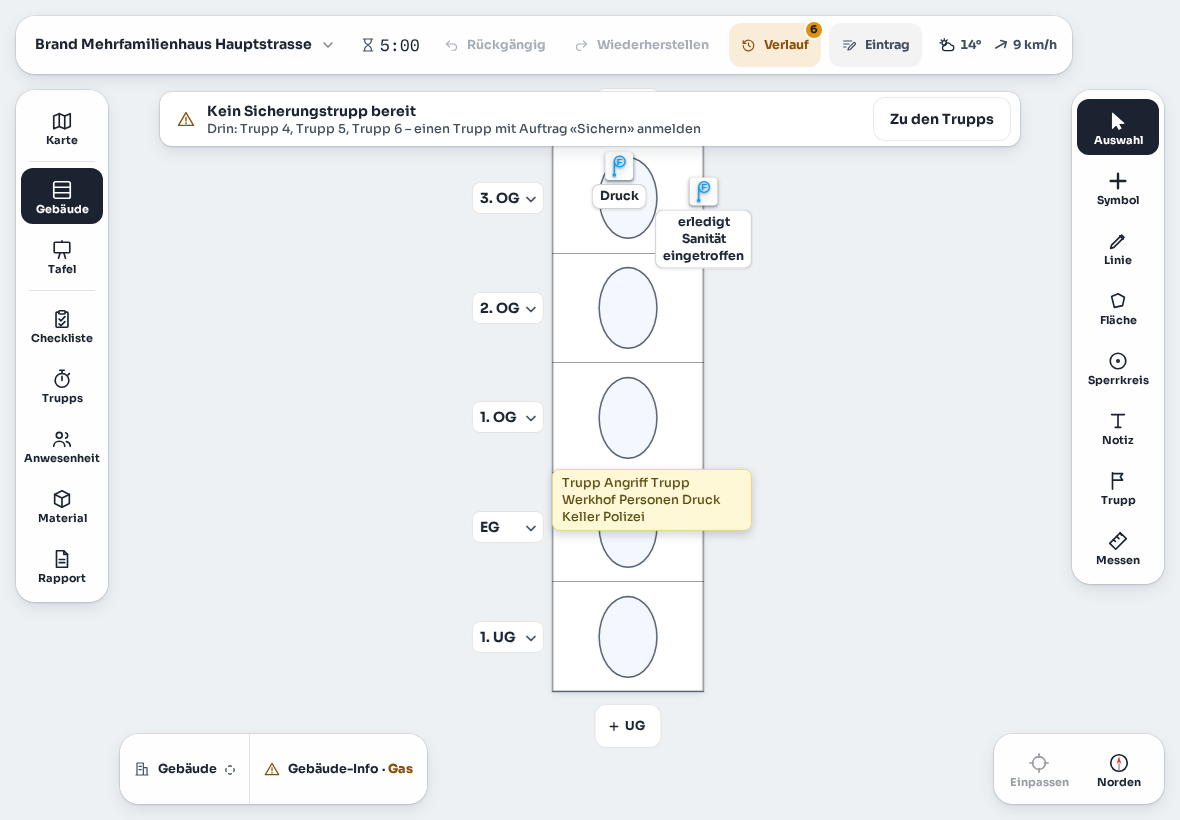 Brand Mehrfamilienhaus Hauptstrasse
5:00
Rückgängig
Wiederherstellen
Verlauf
6
Eintrag
14°
9 km/h
Kein Sicherungstrupp bereit
Drin: Trupp 4, Trupp 5, Trupp 6 – einen Trupp mit Auftrag «Sichern» anmelden
Zu den Trupps
Karte
Gebäude
Tafel
Checkliste
Trupps
Anwesenheit
Material
Rapport
3. OG
Druck
erledigt
Sanität
eingetroffen
2. OG
1. OG
Trupp Angriff Trupp
Werkhof Personen Druck
Keller Polizei
EG
1. UG
+ UG
Auswahl
Symbol
Linie
Fläche
Sperrkreis
Notiz
Trupp
Messen
Gebäude
Gebäude-Info · Gas
Einpassen
Norden